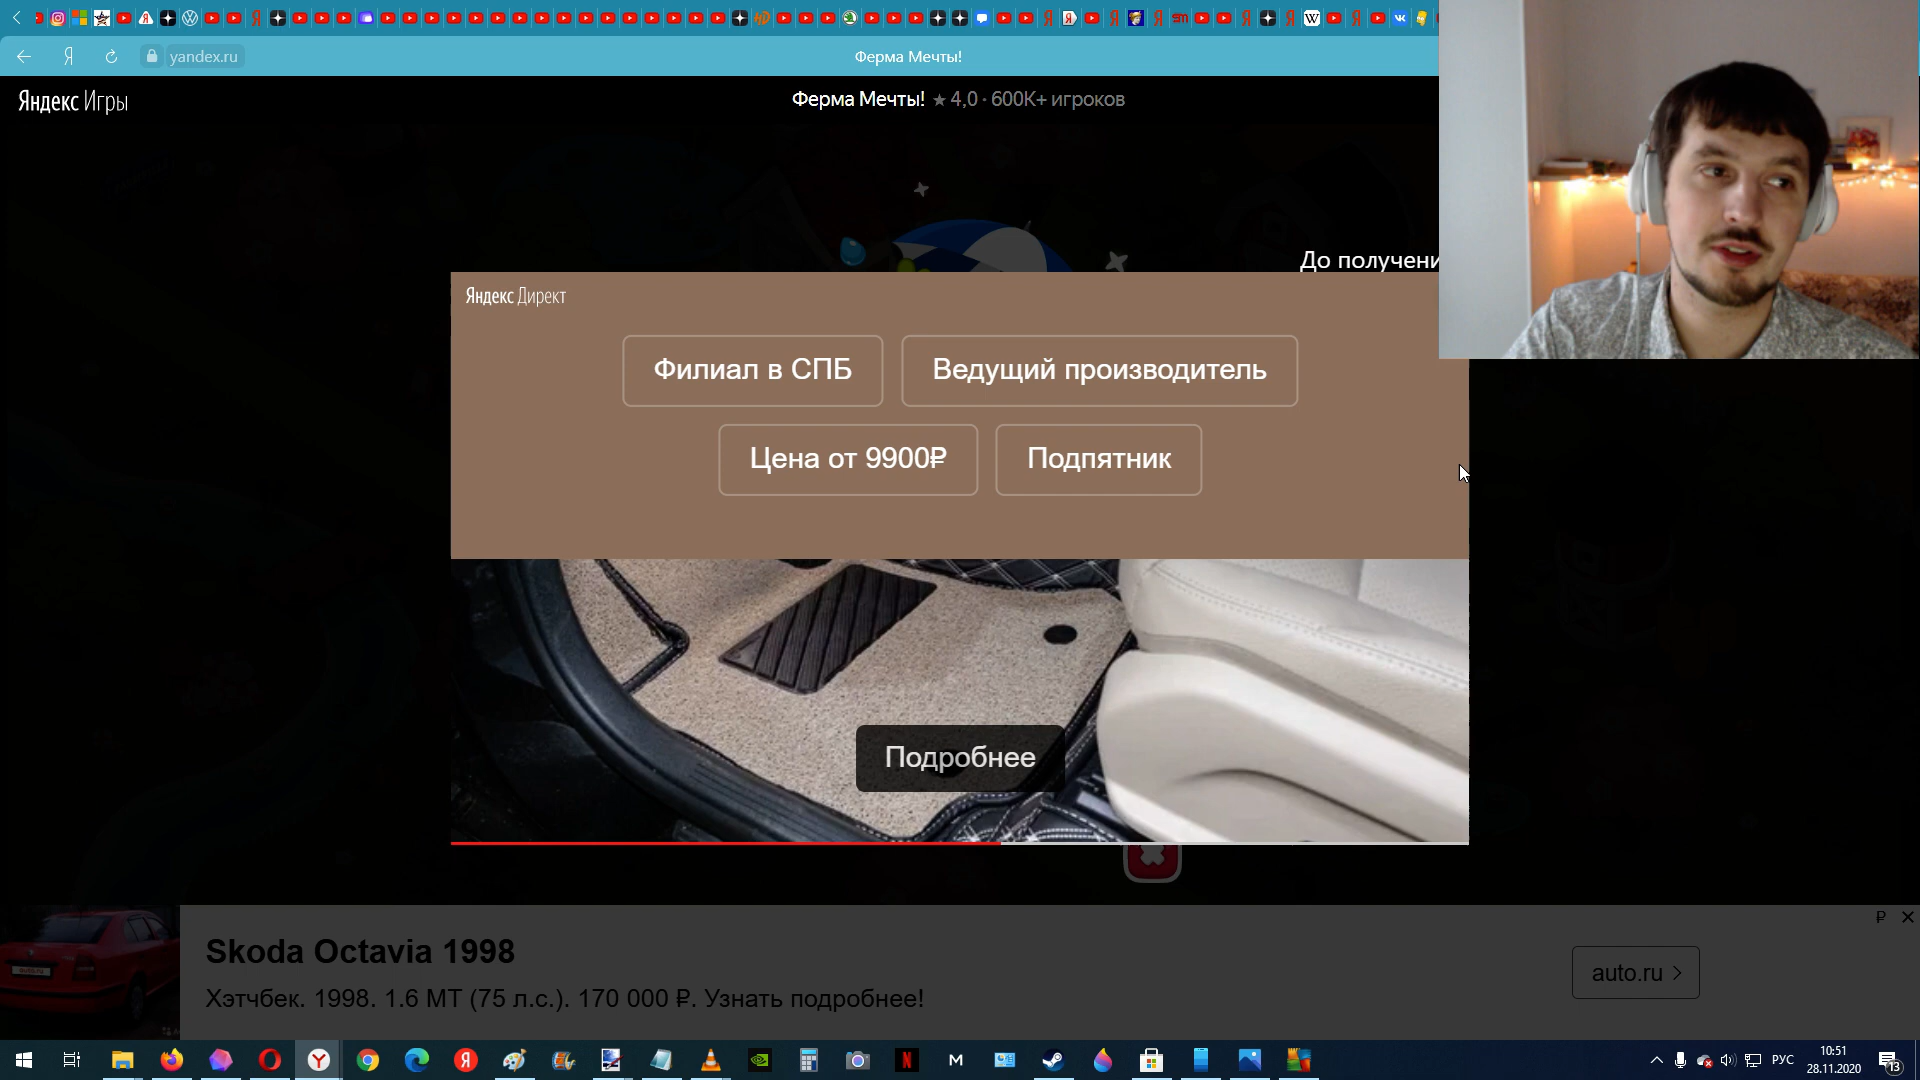 yandex.ru
Ферма Мечты!
Яндекс Игры
Ферма Мечты! ★ 4,0 · 600K+ игроков
До получени
Яндекс Директ
Филиал в СПБ
Ведущий производитель
Цена от 9900₽
Подпятник
Подробнее
Skoda Octavia 1998
Хэтчбек. 1998. 1.6 MT (75 л.с.). 170 000 ₽. Узнать подробнее!
auto.ru
РУС
10:51
28.11.2020
13